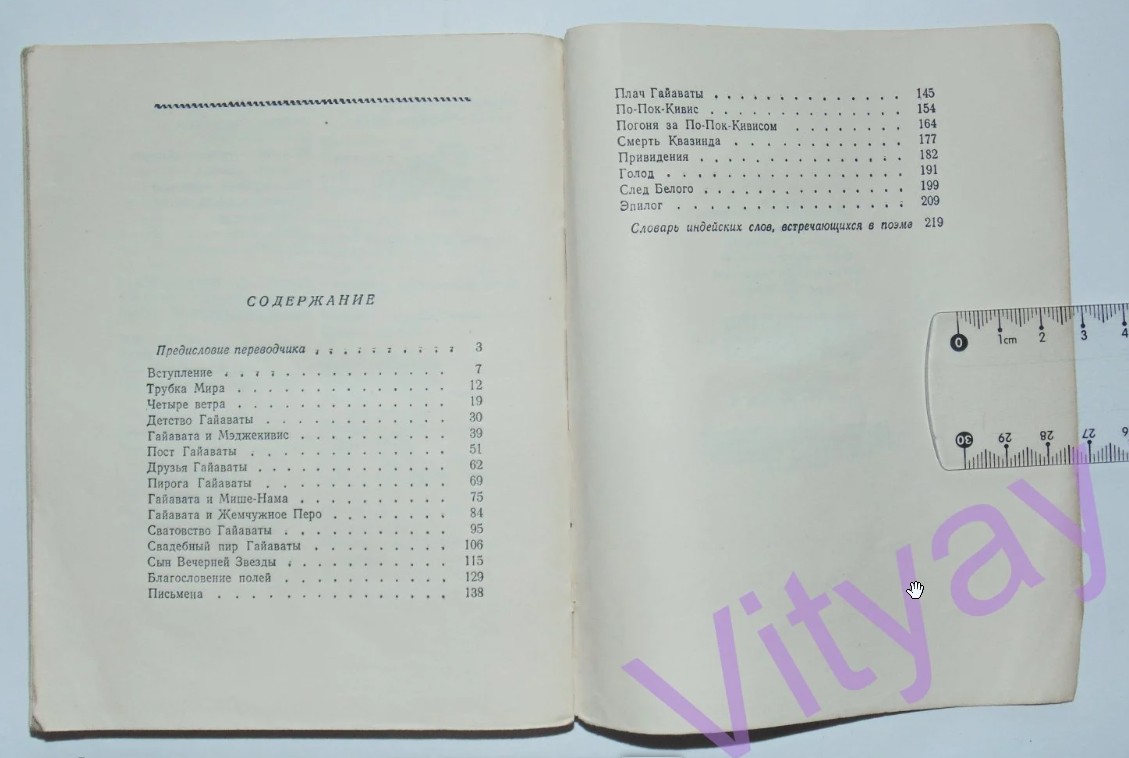 СОДЕРЖАНИЕ
Предисловие переводчика . . . . . . . . . . 3
Вступление . . . . . . . . . . . . . . 7
Трубка Мира . . . . . . . . . . . . . 12
Четыре ветра . . . . . . . . . . . . . 19
Детство Гайаваты . . . . . . . . . . . . 30
Гайавата и Мэджекивис . . . . . . . . . . 39
Пост Гайаваты . . . . . . . . . . . . . 51
Друзья Гайаваты . . . . . . . . . . . . 62
Пирога Гайаваты . . . . . . . . . . . . 69
Гайавата и Мише-Нама . . . . . . . . . . 75
Гайавата и Жемчужное Перо . . . . . . . . 84
Сватовство Гайаваты . . . . . . . . . . . 95
Свадебный пир Гайаваты . . . . . . . . . 106
Сын Вечерней Звезды . . . . . . . . . . . 115
Благословение полей . . . . . . . . . . . 129
Письмена . . . . . . . . . . . . . . 138
Плач Гайаваты . . . . . . . . . . . . . 145
По-Пок-Кивис . . . . . . . . . . . . . 154
Погоня за По-Пок-Кивисом . . . . . . . . 164
Смерть Квазинда . . . . . . . . . . . . 177
Привидения . . . . . . . . . . . . . . 182
Голод . . . . . . . . . . . . . . . 191
След Белого . . . . . . . . . . . . . 199
Эпилог . . . . . . . . . . . . . . . 209
Словарь индейских слов, встречающихся в поэме 219
0 1cm 2 3 4
30 29 28 27 26
Vityay